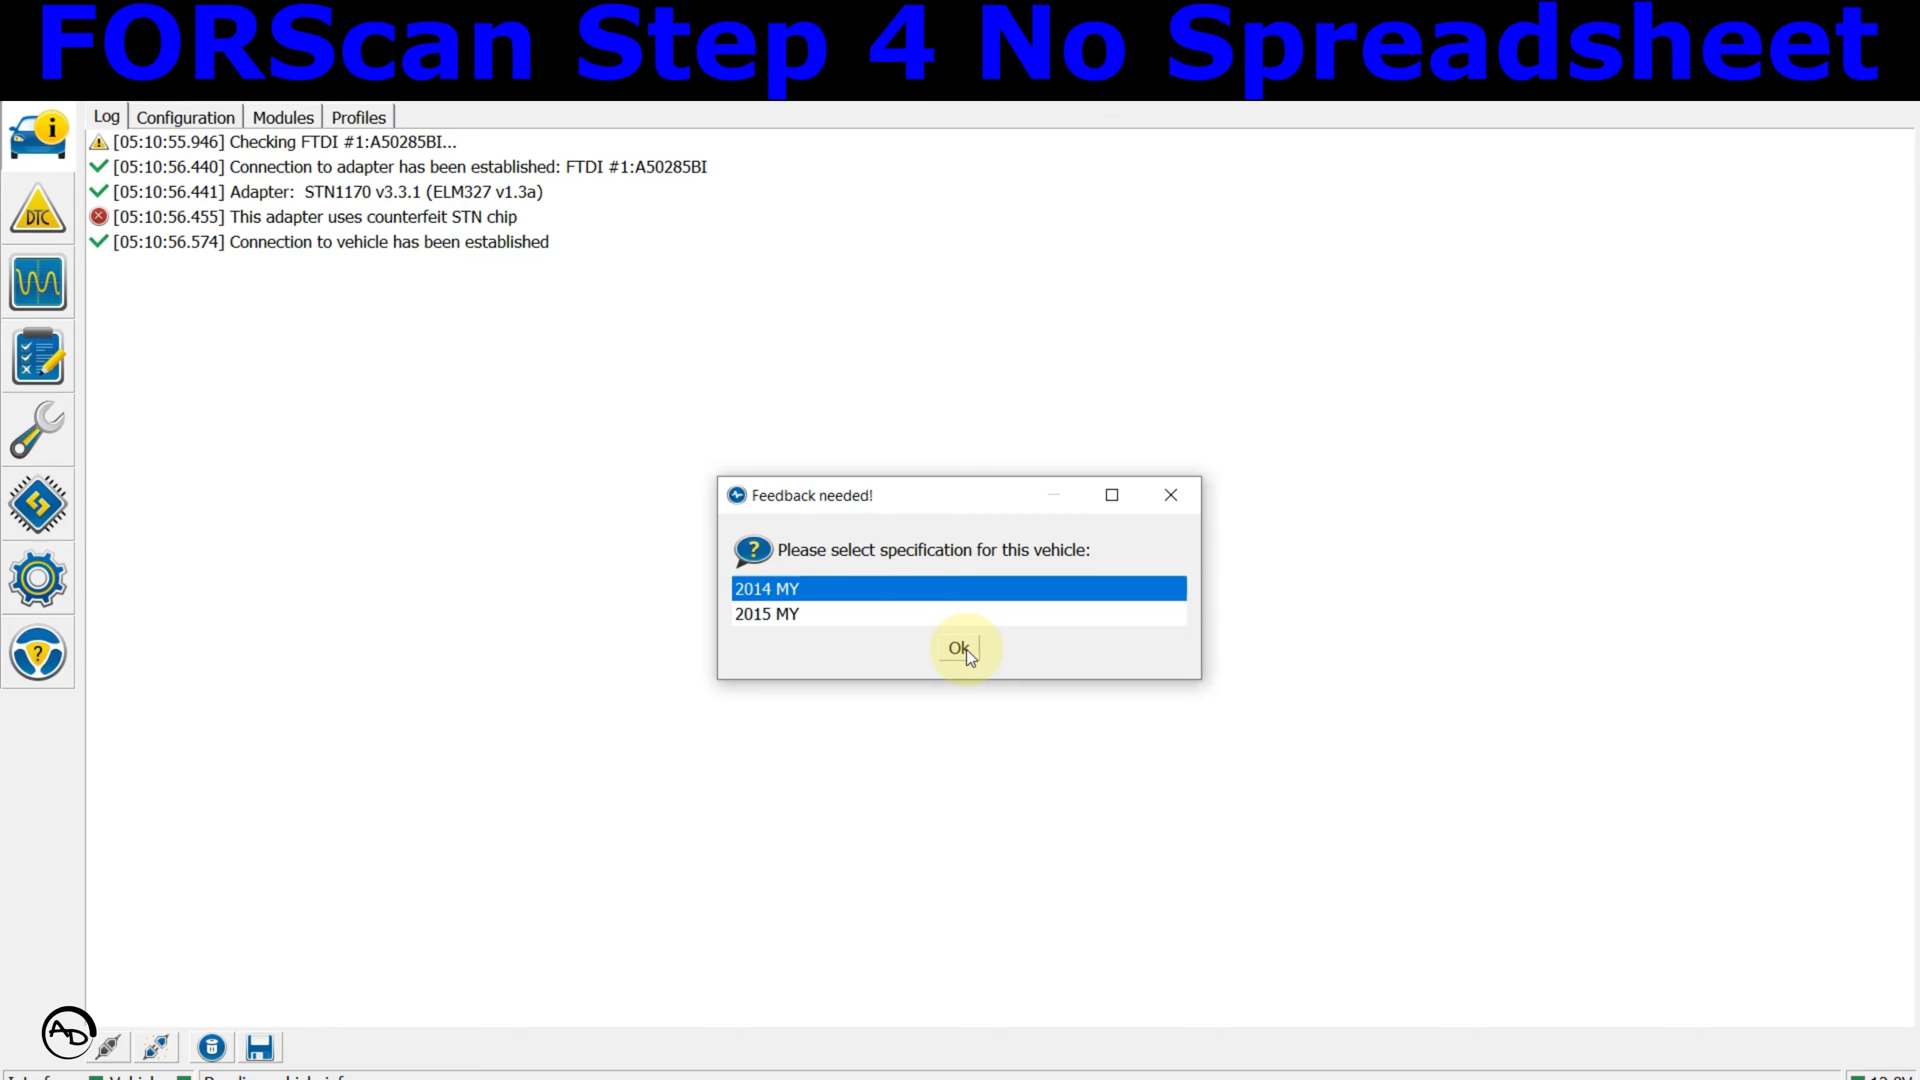 FORScan Step 4 No Spreadsheet
Log Configuration Modules Profiles
[05:10:55.946] Checking FTDI #1:A50285BI...
[05:10:56.440] Connection to adapter has been established: FTDI #1:A50285BI
[05:10:56.441] Adapter: STN1170 v3.3.1 (ELM327 v1.3a)
[05:10:56.455] This adapter uses counterfeit STN chip
[05:10:56.574] Connection to vehicle has been established
DTC
Feedback needed!
Please select specification for this vehicle:
2014 MY
2015 MY
Ok
AD